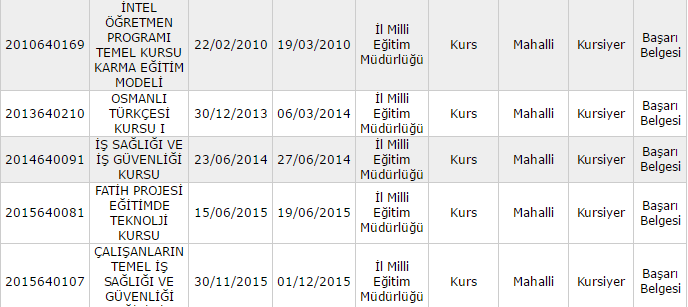 2010640169 İNTEL ÖĞRETMEN PROGRAMI TEMEL KURSU KARMA EĞİTİM MODELİ 22/02/2010 19/03/2010 İl Milli Eğitim Müdürlüğü Kurs Mahalli Kursiyer Başarı Belgesi
2013640210 OSMANLI TÜRKÇESİ KURSU I 30/12/2013 06/03/2014 İl Milli Eğitim Müdürlüğü Kurs Mahalli Kursiyer Başarı Belgesi
2014640091 İŞ SAĞLIĞI VE İŞ GÜVENLİĞİ KURSU 23/06/2014 27/06/2014 İl Milli Eğitim Müdürlüğü Kurs Mahalli Kursiyer Başarı Belgesi
2015640081 FATİH PROJESİ EĞİTİMDE TEKNOLJİ KURSU 15/06/2015 19/06/2015 İl Milli Eğitim Müdürlüğü Kurs Mahalli Kursiyer Başarı Belgesi
2015640107 ÇALIŞANLARIN TEMEL İŞ SAĞLIĞI VE GÜVENLİĞİ 30/11/2015 01/12/2015 İl Milli Eğitim Müdürlüğü Kurs Mahalli Kursiyer Başarı Belgesi